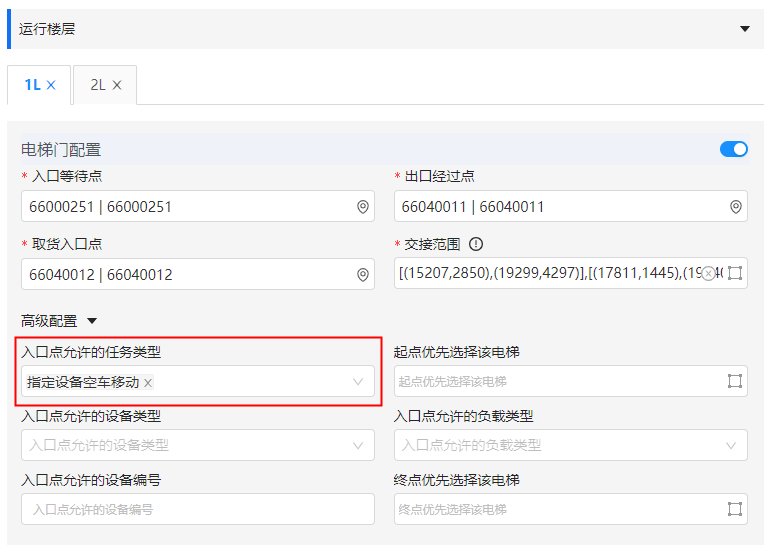 运行楼层
1L 2L
电梯门配置
* 入口等待点 * 出口经过点
66000251 | 66000251 66040011 | 66040011
* 取货入口点 * 交接范围
66040012 | 66040012 [(15207,2850),(19299,4297)],[(17811,1445),(19
高级配置
入口点允许的任务类型 起点优先选择该电梯
指定设备空车移动 起点优先选择该电梯
入口点允许的设备类型 入口点允许的负载类型
入口点允许的设备类型 入口点允许的负载类型
入口点允许的设备编号 终点优先选择该电梯
入口点允许的设备编号 终点优先选择该电梯